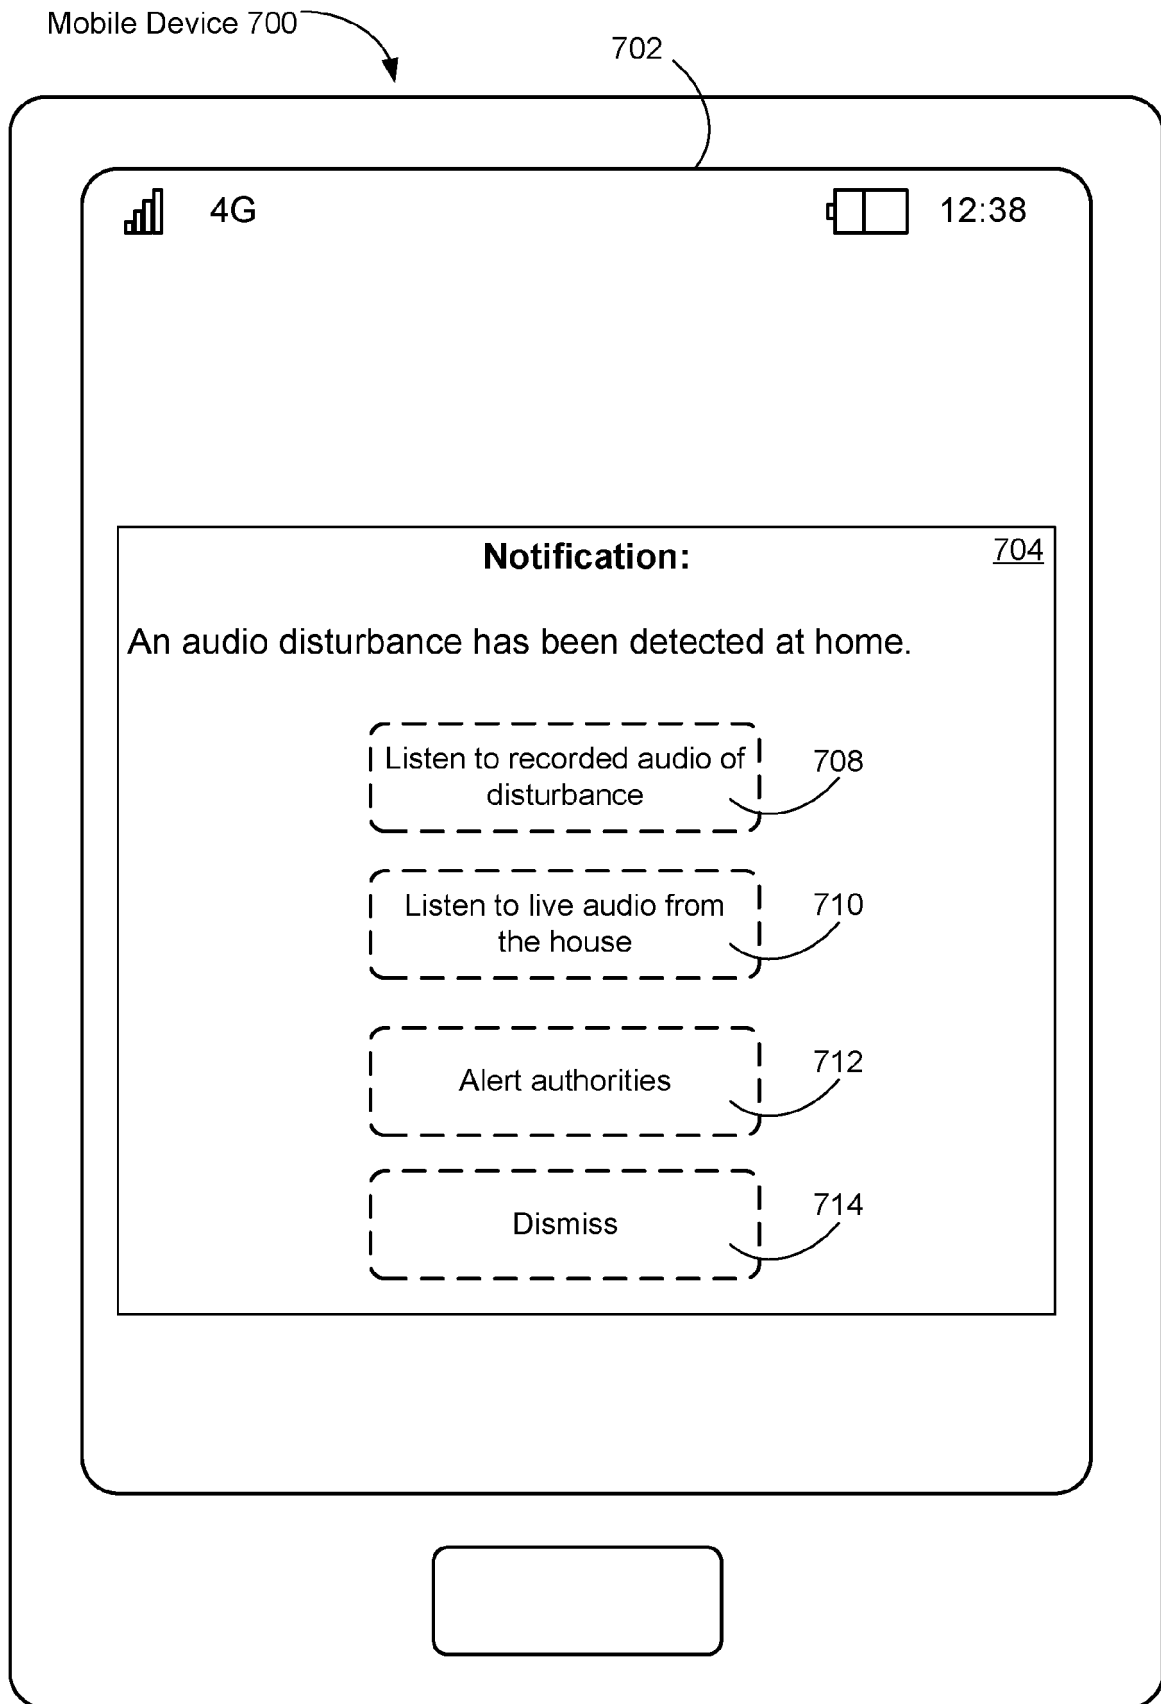 Mobile Device 700
702
4G
12:38
Notification:
704
An audio disturbance has been detected at home.
Listen to recorded audio of
disturbance
708
Listen to live audio from
the house
710
Alert authorities
712
Dismiss
714